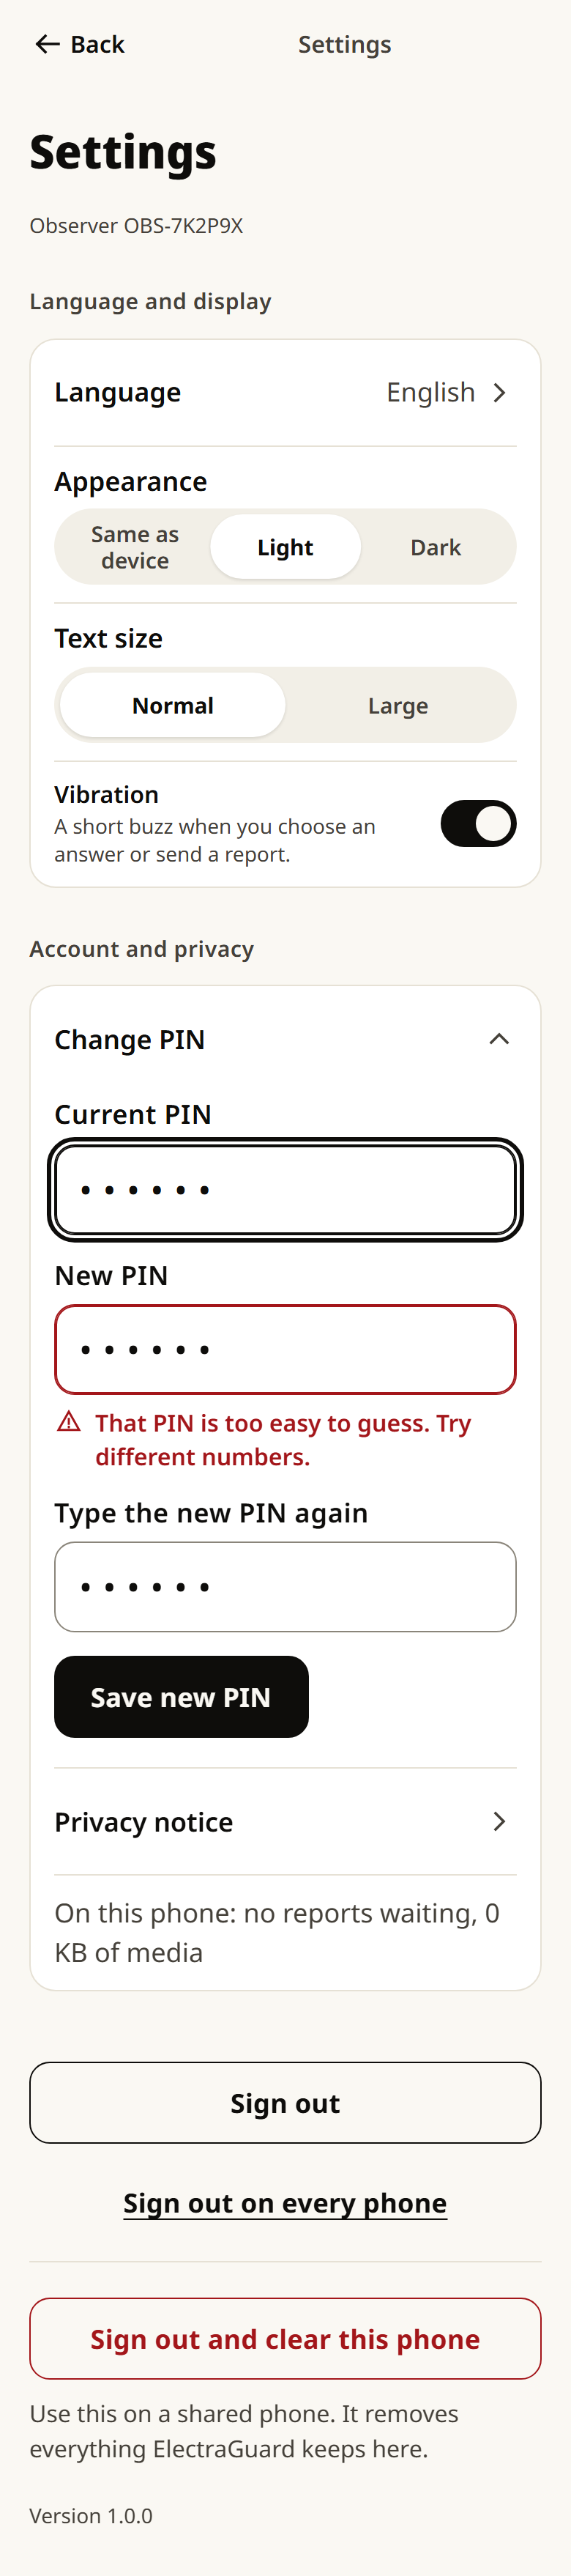 Back
Settings
Settings
Observer OBS-7K2P9X
Language and display
Language
English
Appearance
Same as
device
Light
Dark
Text size
Normal
Large
Vibration
A short buzz when you choose an
answer or send a report.
Account and privacy
Change PIN
Current PIN
••••••
New PIN
••••••
That PIN is too easy to guess. Try
different numbers.
Type the new PIN again
••••••
Save new PIN
Privacy notice
On this phone: no reports waiting, 0
KB of media
Sign out
Sign out on every phone
Sign out and clear this phone
Use this on a shared phone. It removes
everything ElectraGuard keeps here.
Version 1.0.0